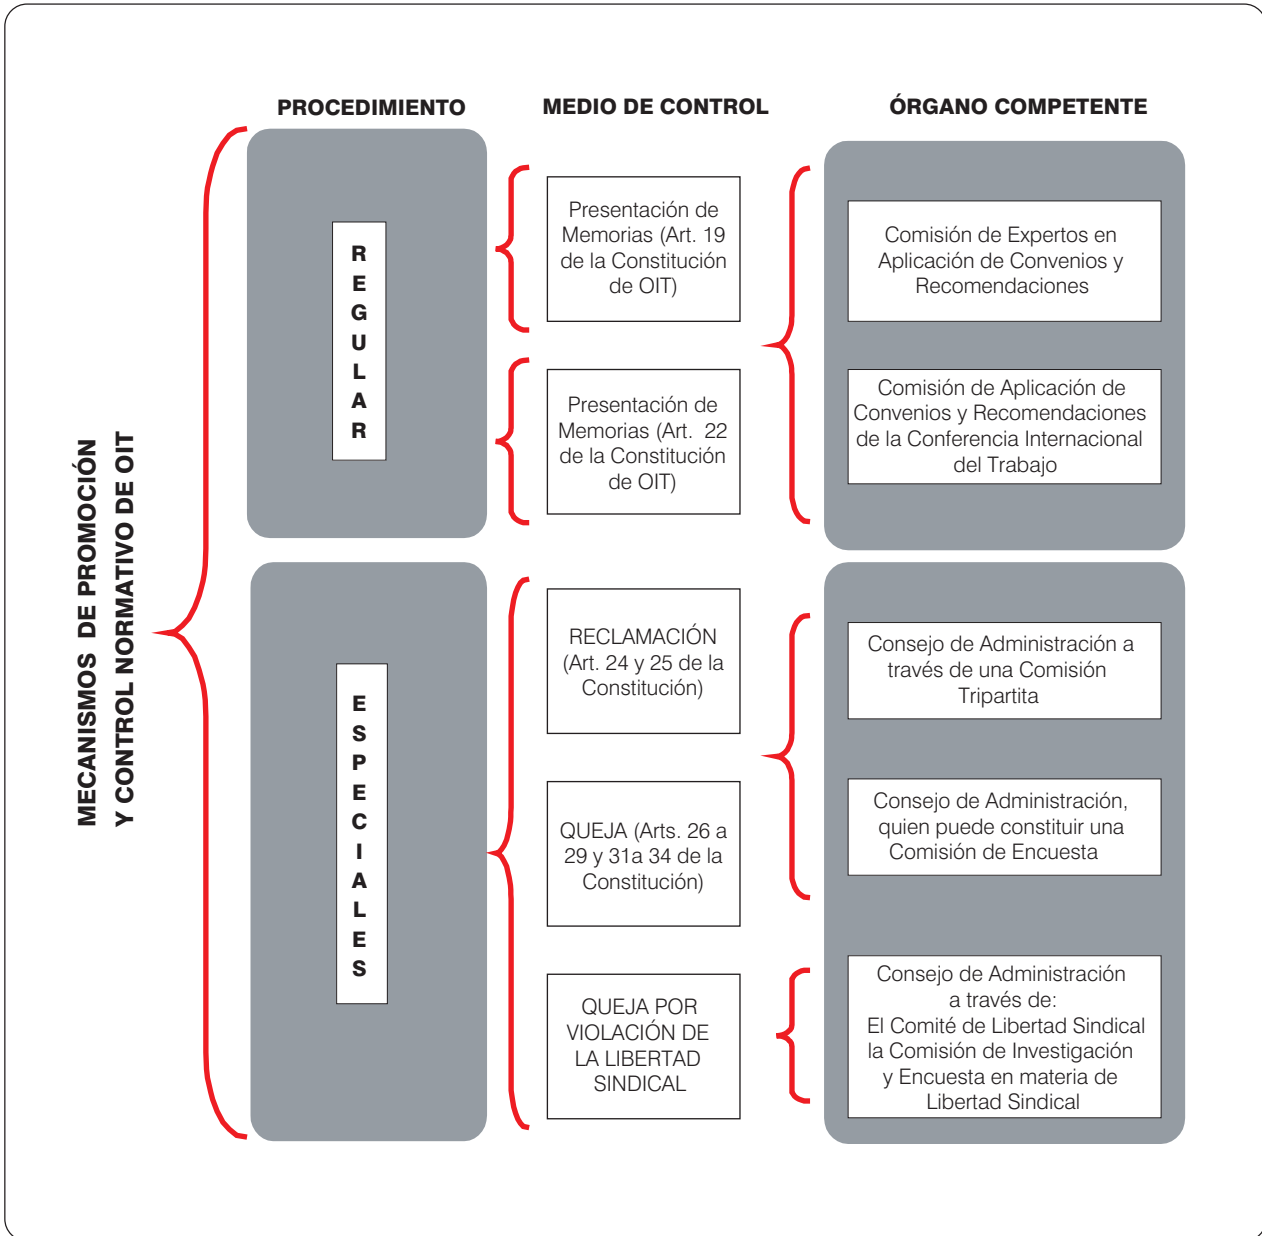 MECANISMOS DE PROMOCIÓN
Y CONTROL NORMATIVO DE OIT
PROCEDIMIENTO
MEDIO DE CONTROL
ÓRGANO COMPETENTE
REGULAR
Presentación de
Memorias (Art. 19
de la Constitución
de OIT)
Presentación de
Memorias (Art. 22
de la Constitución
de OIT)
Comisión de Expertos en
Aplicación de Convenios y
Recomendaciones
Comisión de Aplicación de
Convenios y Recomendaciones
de la Conferencia Internacional
del Trabajo
ESPECIALES
RECLAMACIÓN
(Art. 24 y 25 de la
Constitución)
QUEJA (Arts. 26 a
29 y 31a 34 de la
Constitución)
QUEJA POR
VIOLACIÓN DE
LA LIBERTAD
SINDICAL
Consejo de Administración a
través de una Comisión
Tripartita
Consejo de Administración,
quien puede constituir una
Comisión de Encuesta
Consejo de Administración
a través de:
El Comité de Libertad Sindical
la Comisión de Investigación
y Encuesta en materia de
Libertad Sindical